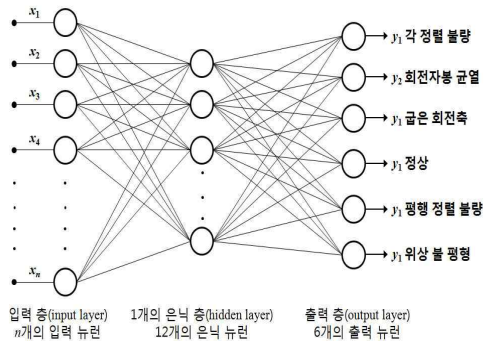 x1
x2
x3
x4
xn
y1 각 정렬 불량
y2 회전자봉 균열
y1 굽은 회전축
y1 정상
y1 평행 정렬 불량
y1 위상 불 평형
입력 층(input layer)
n개의 입력 뉴런
1개의 은닉 층(hidden layer)
12개의 은닉 뉴런
출력 층(output layer)
6개의 출력 뉴런